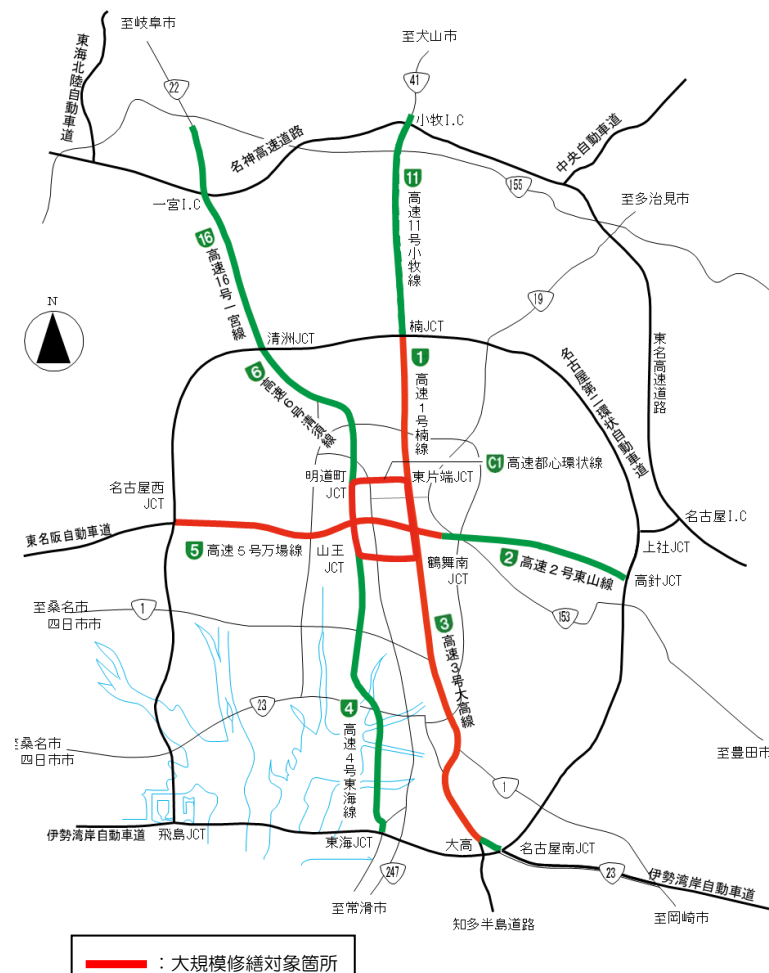 至岐阜市
至犬山市
東海北陸自動車道
22
41
小牧I.C
名神高速道路
中央自動車道
155
一宮I.C
11
高速11号小牧線
至多治見市
16
高速16号一宮線
19
N
清洲JCT
楠JCT
東名高速道路
名古屋第二環状自動車道
6
高速6号清須線
1
高速1号楠線
C1 高速都心環状線
明道町
JCT
東片端JCT
名古屋西
JCT
名古屋I.C
東名阪自動車道
上社JCT
5 高速5号万場線
山王
JCT
鶴舞南
JCT
2 高速2号東山線
高針JCT
至桑名市
四日市市
1
3
高速3号大高線
153
23
4
高速4号東海線
至桑名市
四日市市
至豊田市
1
伊勢湾岸自動車道
飛島JCT
東海JCT
大高
名古屋南JCT
247
23
伊勢湾岸自動車道
至常滑市
知多半島道路
至岡崎市
：大規模修繕対象箇所